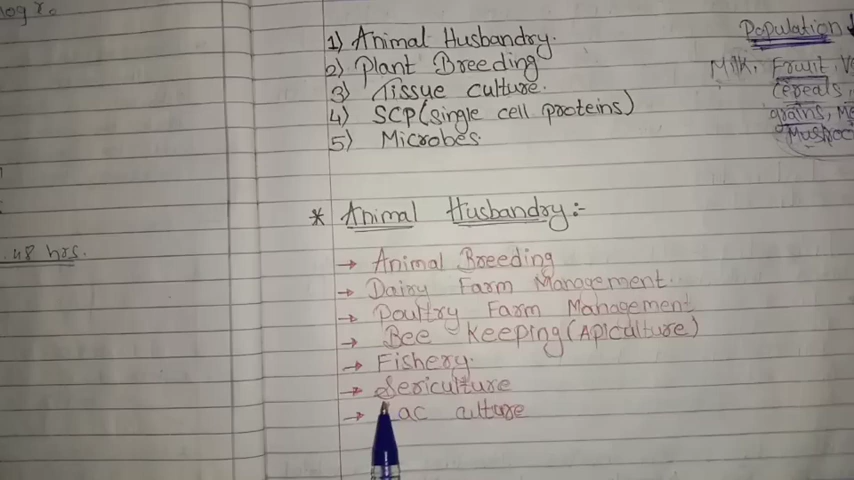 1) Animal Husbandry.
2) Plant Breeding
3) Tissue culture.
4) SCP (single cell proteins)
5) Microbes.
Population
Milk, Fruit,
cereals,
grains,
48 hrs.
* Animal Husbandry:-
→ Animal Breeding
→ Dairy Farm Management.
→ Poultry Farm Management
→ Bee Keeping (Apiculture)
→ Fishery.
→ Sericulture
→ Lac culture